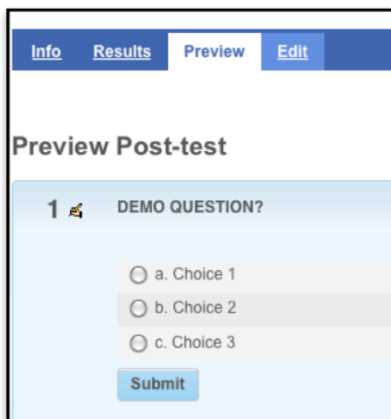 Info Results Preview Edit
Preview Post-test
1 DEMO QUESTION?
a. Choice 1
b. Choice 2
c. Choice 3
Submit